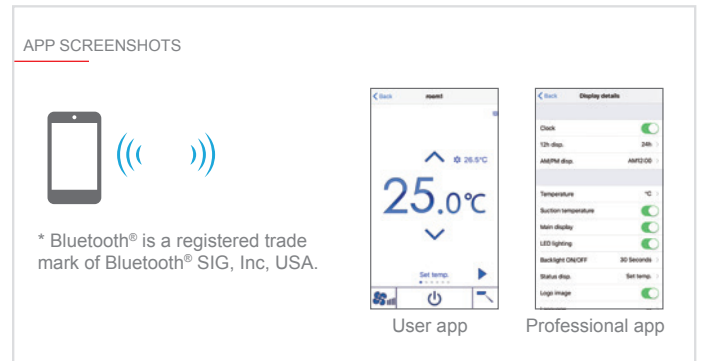 APP SCREENSHOTS
* Bluetooth® is a registered trade
mark of Bluetooth® SIG, Inc, USA.
Back room1
26.5°C
25.0°C
Set temp.
User app
Back Display details
Clock
12h disp. 24h
AM/PM disp. AM12:00
Temperature °C
Suction temperature
Main display
LED lighting
Backlight ON/OFF 30 Seconds
Status disp. Set temp.
Logo image
Professional app